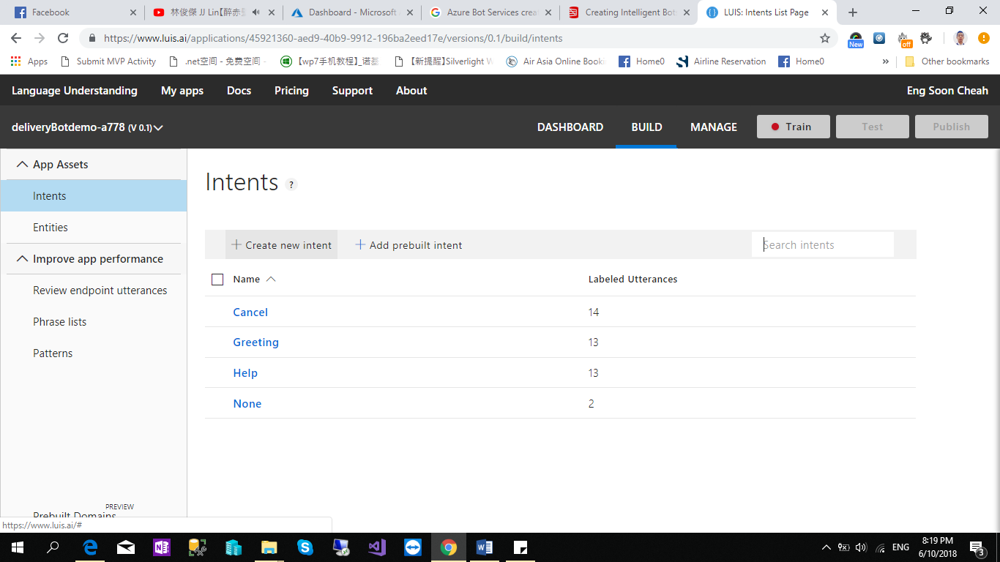 Facebook
林俊傑 JJ Lin【醉赤
Dashboard - Microsoft
Azure Bot Services crea
Creating Intelligent Bot
LUIS: Intents List Page
https://www.luis.ai/applications/45921360-aed9-40b9-9912-196ba2eed17e/versions/0.1/build/intents
New
off
Apps
Submit MVP Activity
.net空间 - 免费空间 -
【wp7手机教程】_诺基
【新提醒】Silverlight W
Air Asia Online Booki
Home0
Airline Reservation
Home0
»
Other bookmarks
Language Understanding
My apps
Docs
Pricing
Support
About
Eng Soon Cheah
deliveryBotdemo-a778 (V 0.1)
DASHBOARD
BUILD
MANAGE
Train
Test
Publish
App Assets
Intents
Entities
Improve app performance
Review endpoint utterances
Phrase lists
Patterns
PREVIEW
Prebuilt Domains
https://www.luis.ai/#
Intents ?
Create new intent
Add prebuilt intent
Search intents
Name
Labeled Utterances
Cancel
14
Greeting
13
Help
13
None
2
ENG
8:19 PM
6/10/2018
3